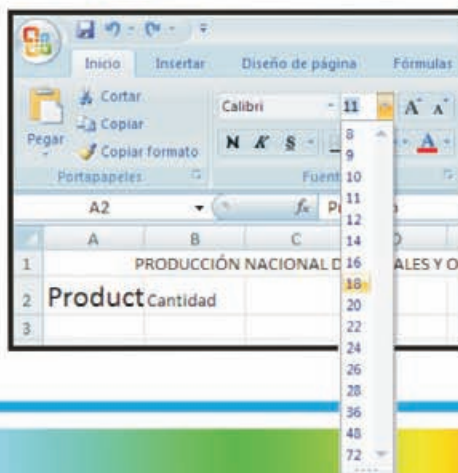 Inicio Insertar Diseño de página Fórmulas
Cortar
Copiar
Copiar formato
Pegar
Portapapeles
Calibri 11 A A
N K S A
Fuent
A2 fx P
A B C
1 PRODUCCIÓN NACIONAL D ALES Y O
2 Product Cantidad
3
8
9
10
11
12
14
16
18
20
22
24
26
28
36
48
72